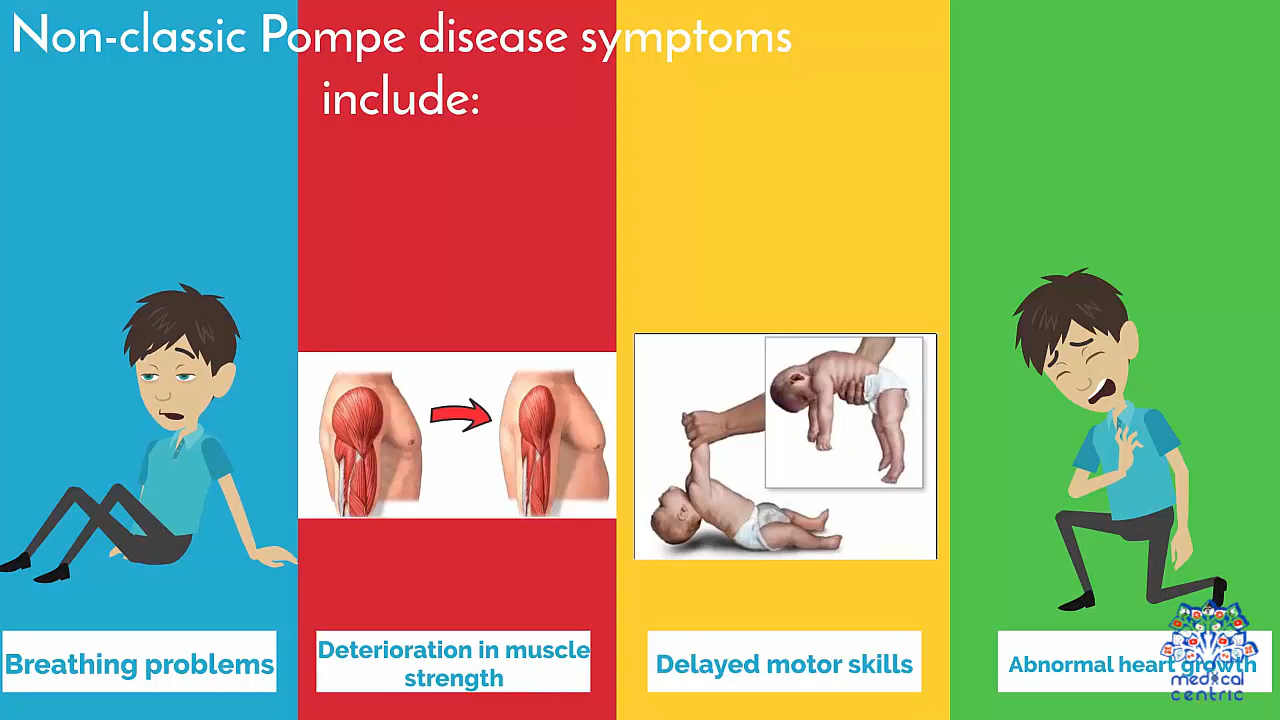 Non-classic Pompe disease symptoms
include:
Breathing problems
Deterioration in muscle
strength
Delayed motor skills
Abnormal heart growth
medical
centric